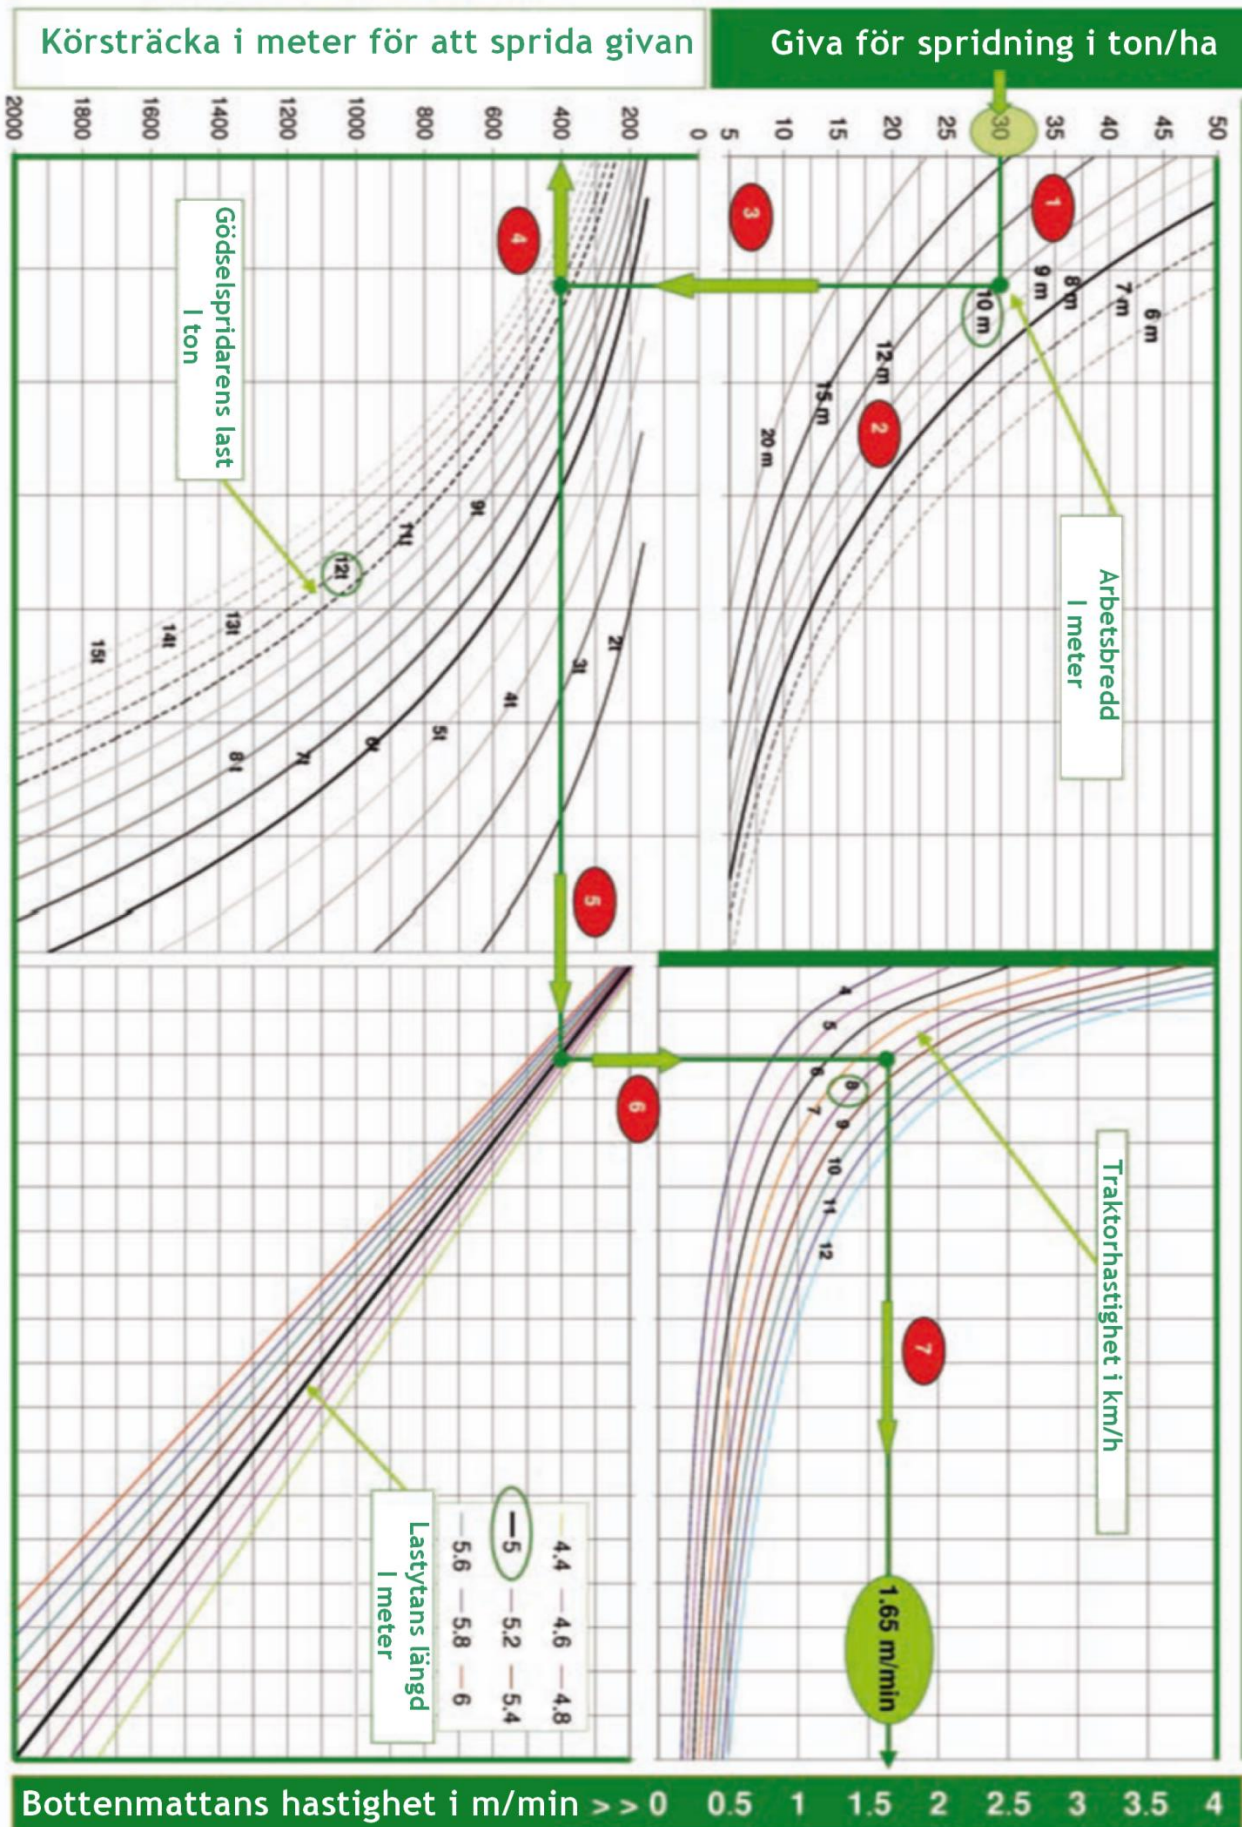 Körsträcka i meter för att sprida givan
Giva för spridning i ton/ha
2000 1800 1600 1400 1200 1000 800 600 400 200 0
5 10 15 20 25 30 35 40 45 50
1
3
4
Gödselspridarens last
I ton
9 m
8 m
7 m
6 m
10 m
12 m
15 m
20 m
2
Arbetsbredd
I meter
9t
11t
12t
13t
14t
15t
2t
3t
4t
5t
6t
7t
8t
5
4
5
6
7
8
9
10
11
12
6
Traktorhastighet i km/h
7
Lastytans längd
I meter
4.4 4.6 4.8
5 5.2 5.4
5.6 5.8 6
1.65 m/min
Bottenmattans hastighet i m/min > > 0 0.5 1 1.5 2 2.5 3 3.5 4